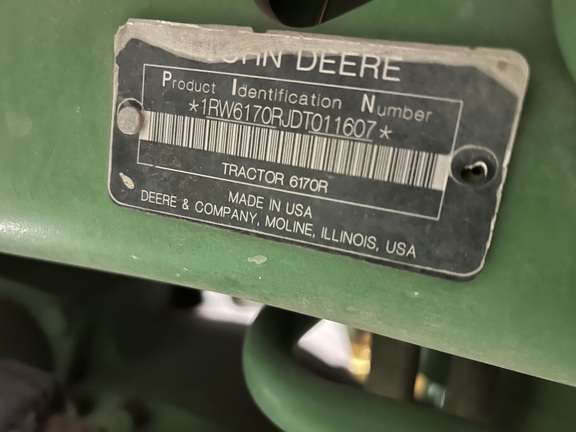 JOHN DEERE
Product Identification Number
*1RW6170RJDT011607*
TRACTOR 6170R
MADE IN USA
DEERE & COMPANY, MOLINE, ILLINOIS, USA